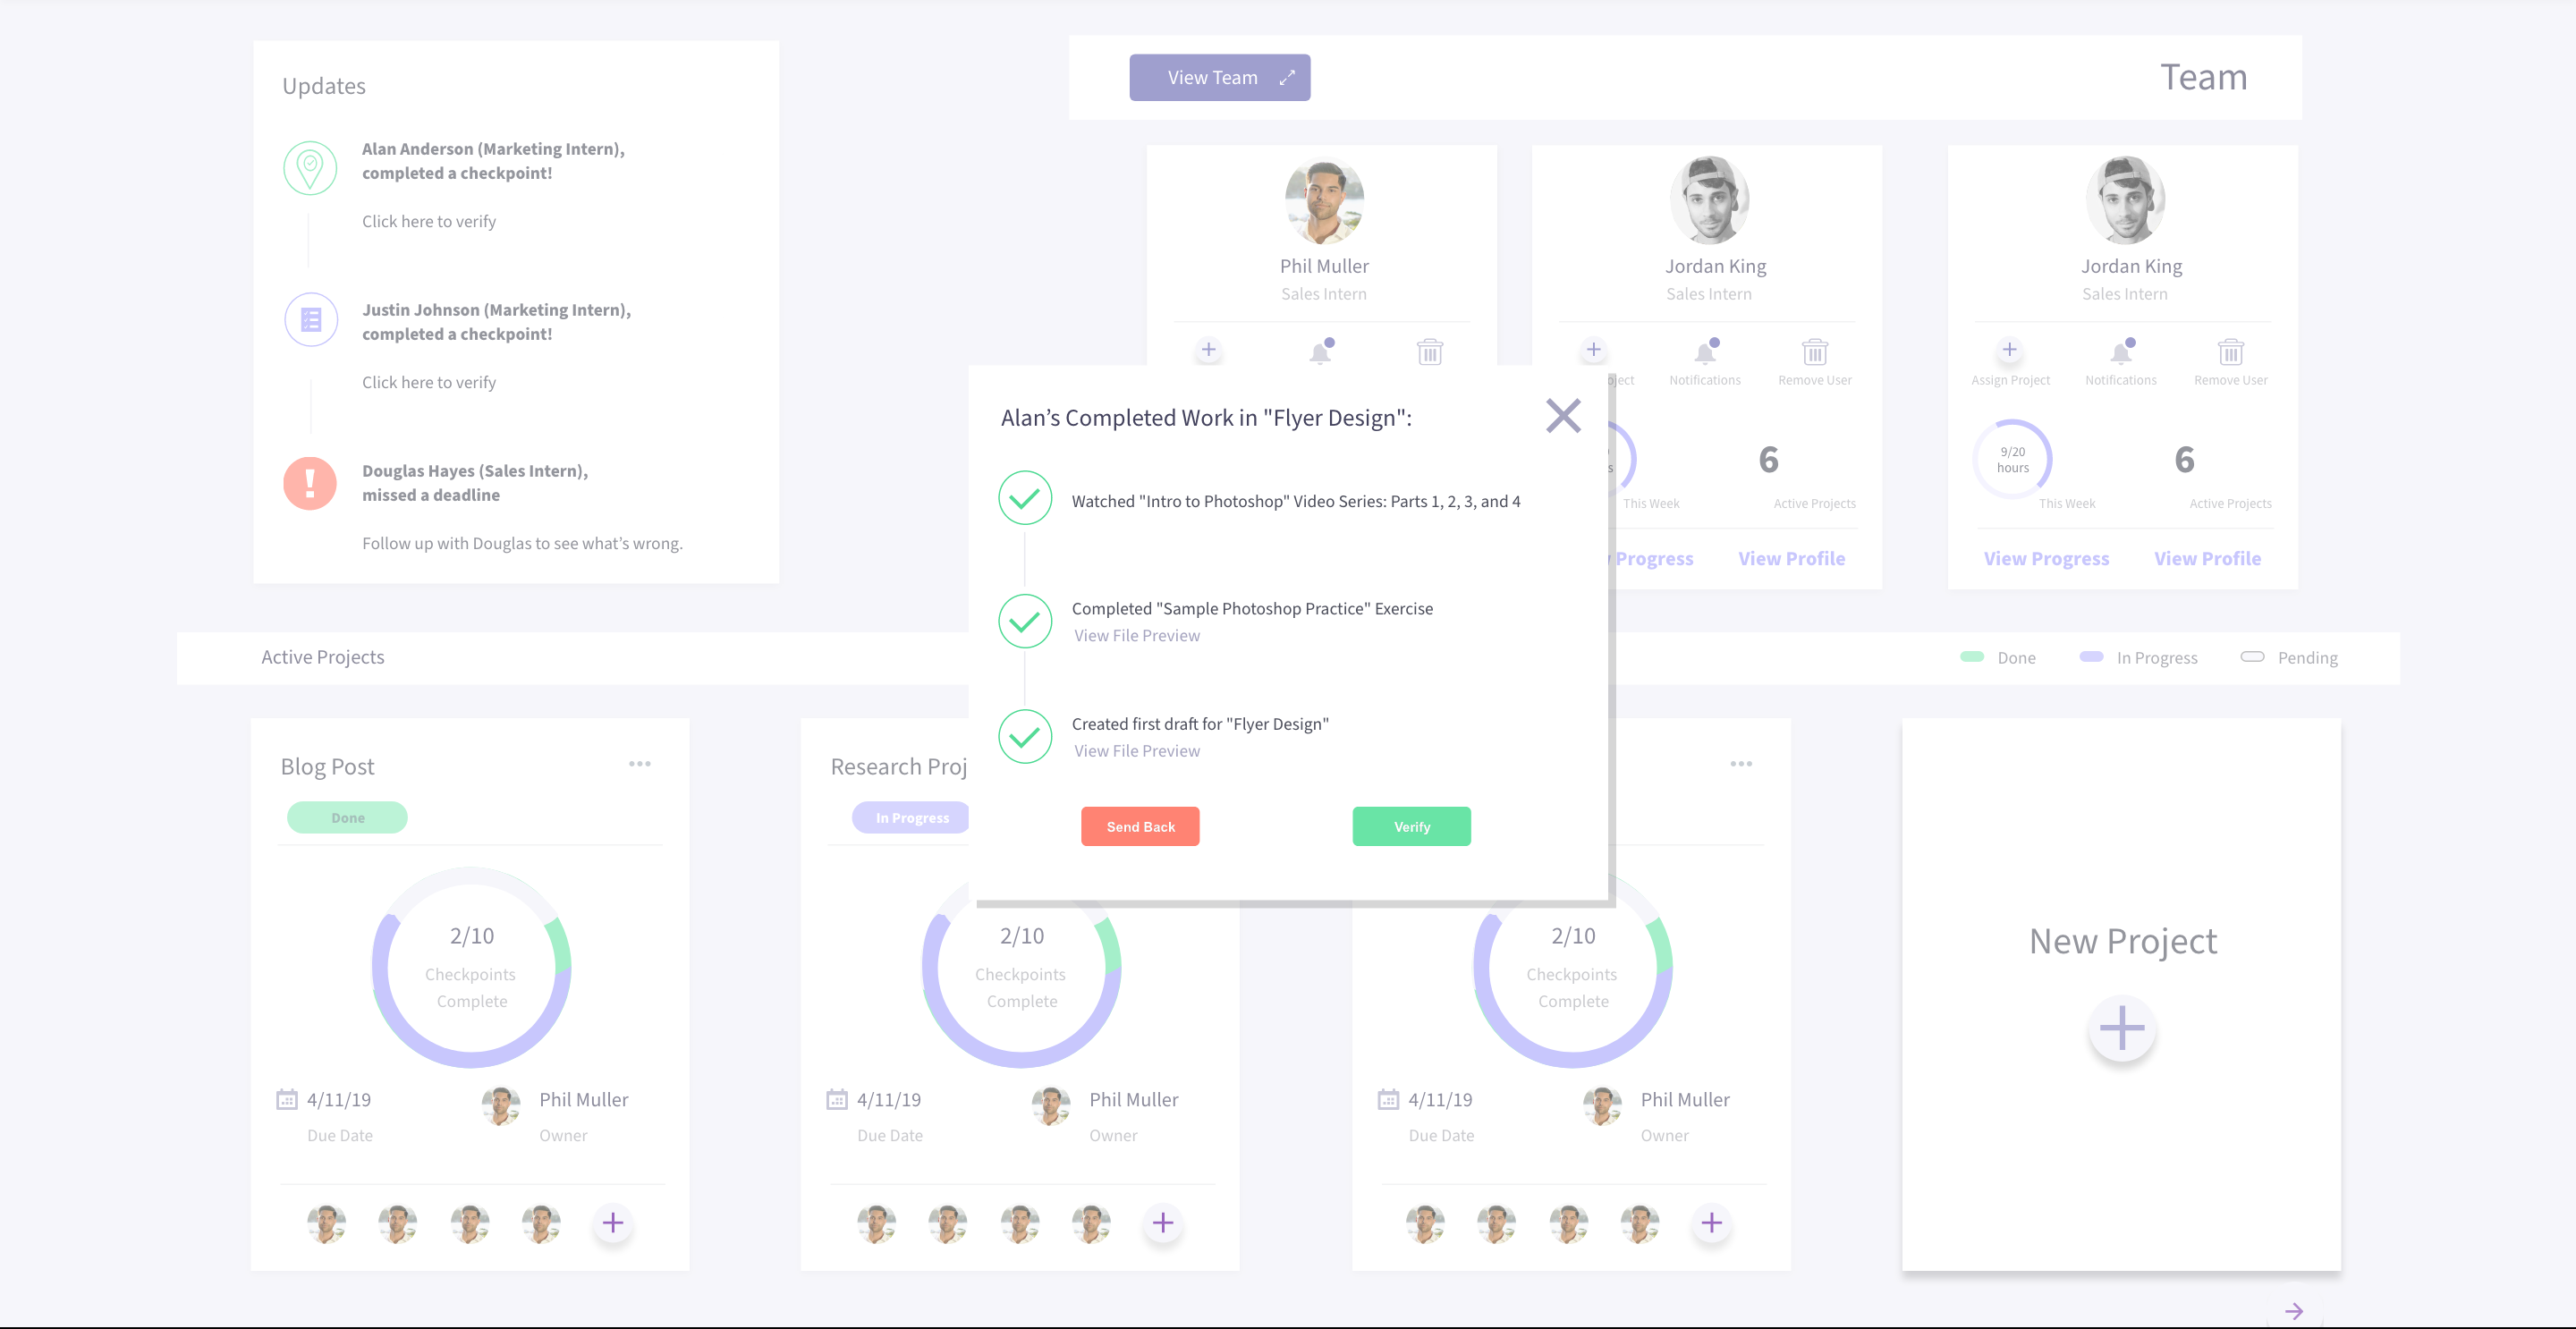 Updates
Alan Anderson (Marketing Intern),
completed a checkpoint!
Click here to verify
Justin Johnson (Marketing Intern),
completed a checkpoint!
Click here to verify
!
Douglas Hayes (Sales Intern),
missed a deadline
Follow up with Douglas to see what’s wrong.
View Team
Team
Phil Muller
Sales Intern
Jordan King
Sales Intern
Notifications
Remove User
6
This Week
Active Projects
Progress
View Profile
Jordan King
Sales Intern
Assign Project
Notifications
Remove User
9/20
hours
6
This Week
Active Projects
View Progress
View Profile
Alan’s Completed Work in "Flyer Design":
Watched "Intro to Photoshop" Video Series: Parts 1, 2, 3, and 4
Completed "Sample Photoshop Practice" Exercise
View File Preview
Created first draft for "Flyer Design"
View File Preview
Send Back
Verify
Active Projects
Done
In Progress
Pending
Blog Post
Done
2/10
Checkpoints
Complete
4/11/19
Due Date
Phil Muller
Owner
Research Proj
In Progress
2/10
Checkpoints
Complete
4/11/19
Due Date
Phil Muller
Owner
2/10
Checkpoints
Complete
4/11/19
Due Date
Phil Muller
Owner
New Project